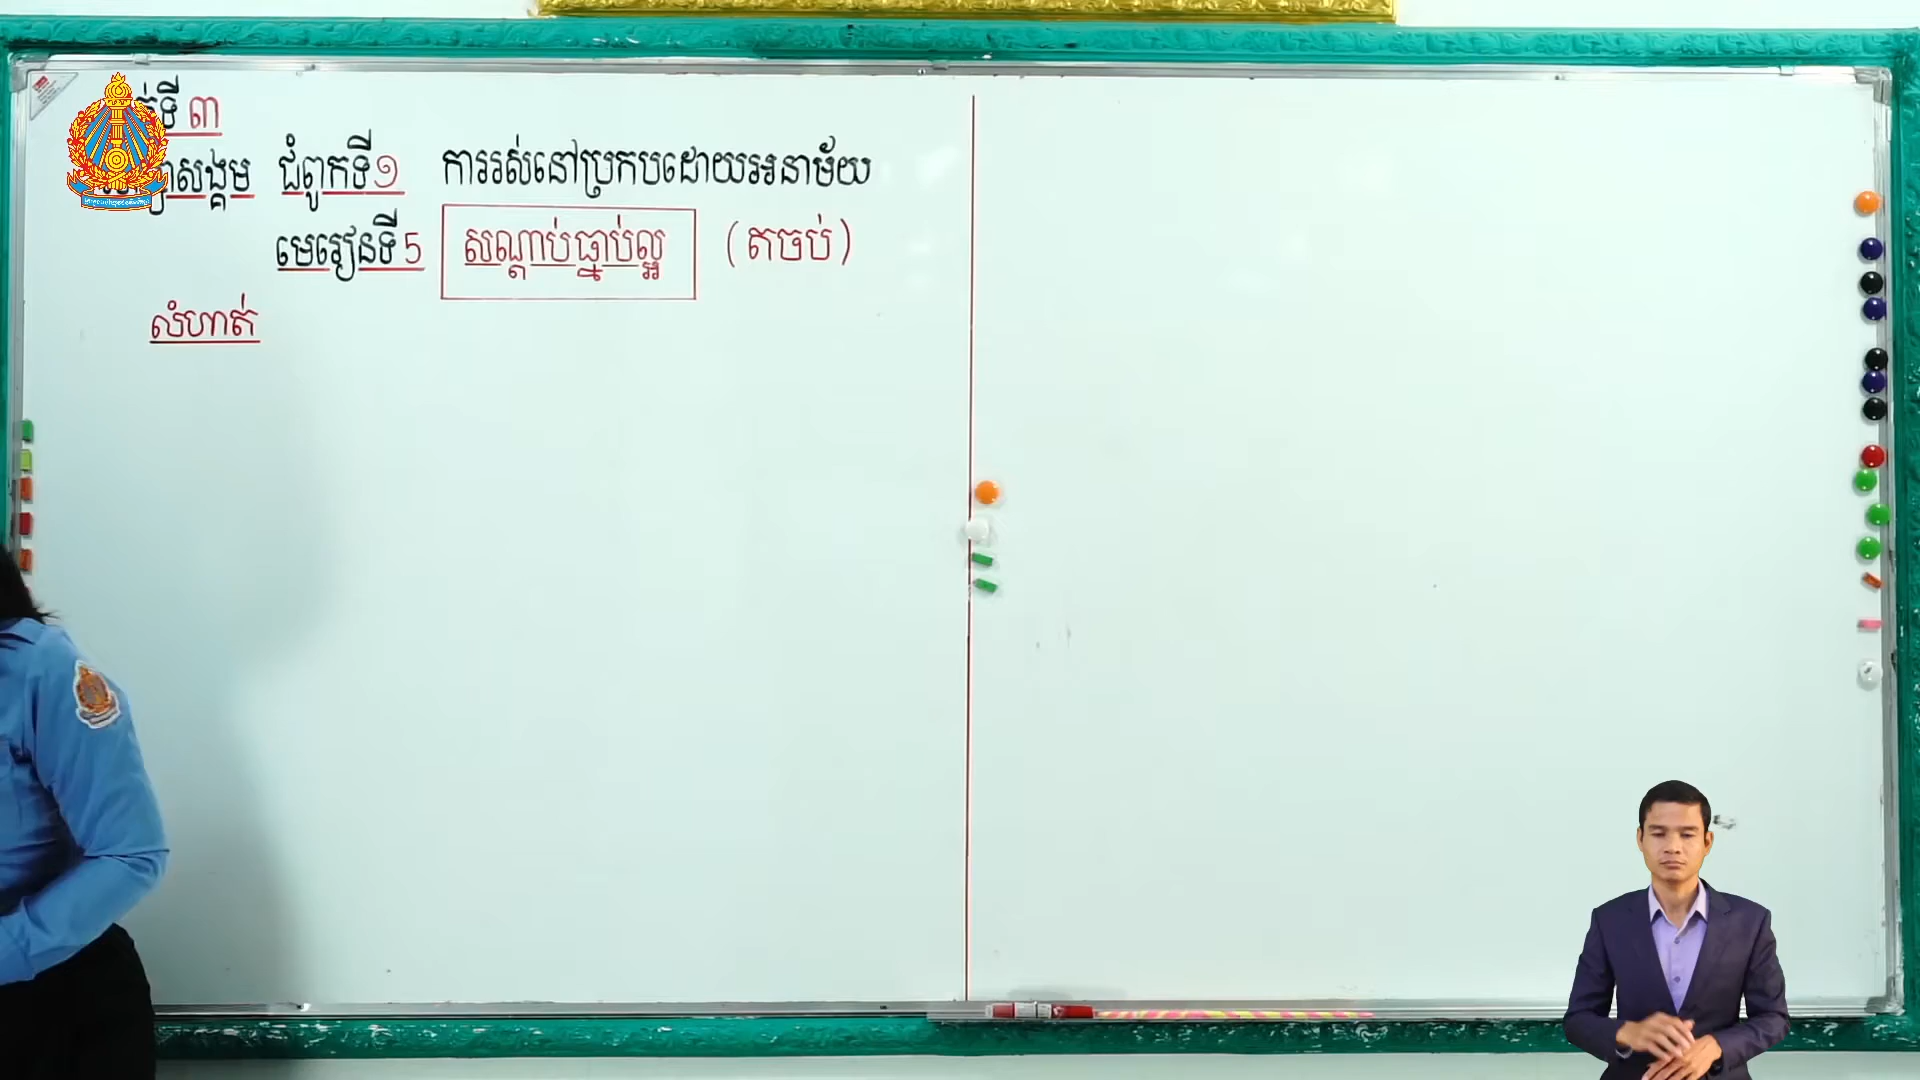 ទី ៣
សង្គម ជំពូកទី១ ការរស់នៅប្រកបដោយអនាម័យ
មេរៀនទី 5 សណ្ដាប់ធ្នាប់ល្អ (តចប់)
លំហាត់